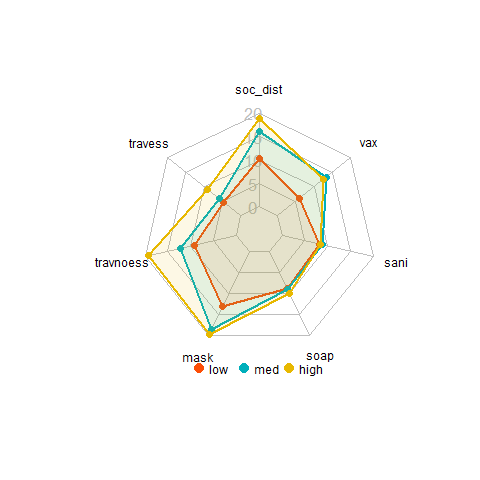 soc_dist
20
travess
vax
15
10
5
0
travnoess
sani
mask
soap
low med high